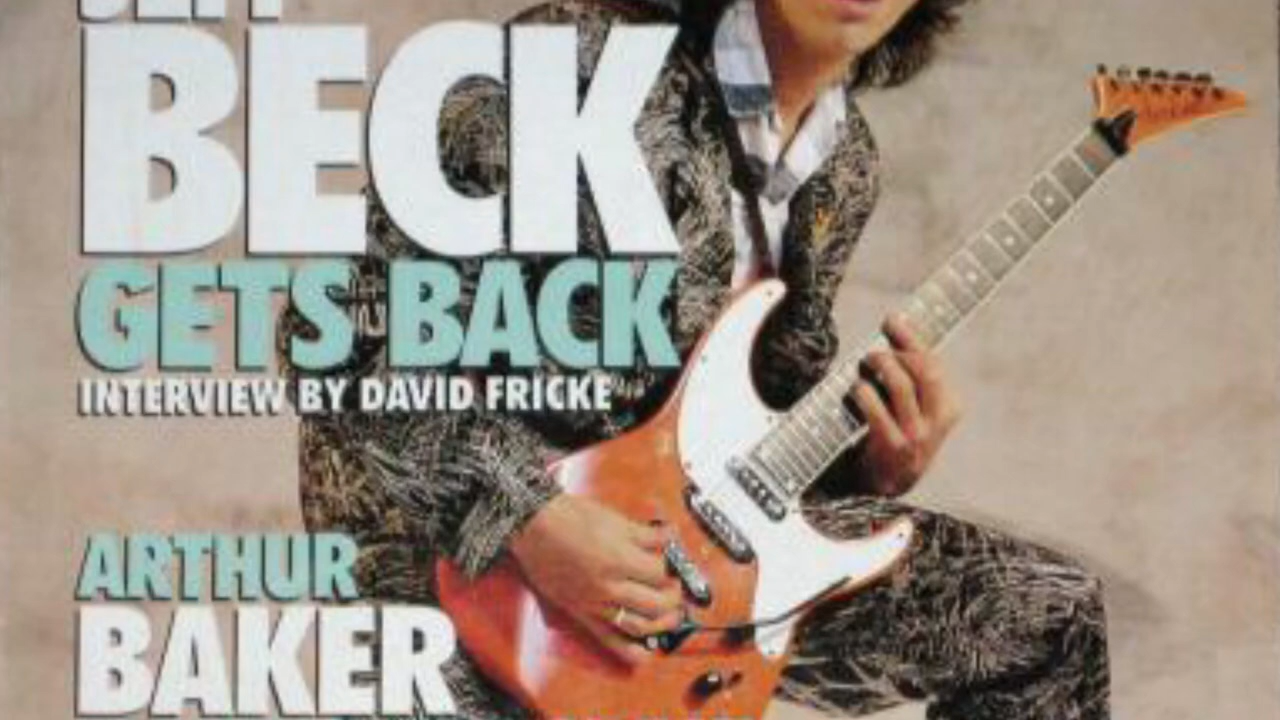 BECK
GETS BACK
INTERVIEW BY DAVID FRICKE
ARTHUR
BAKER